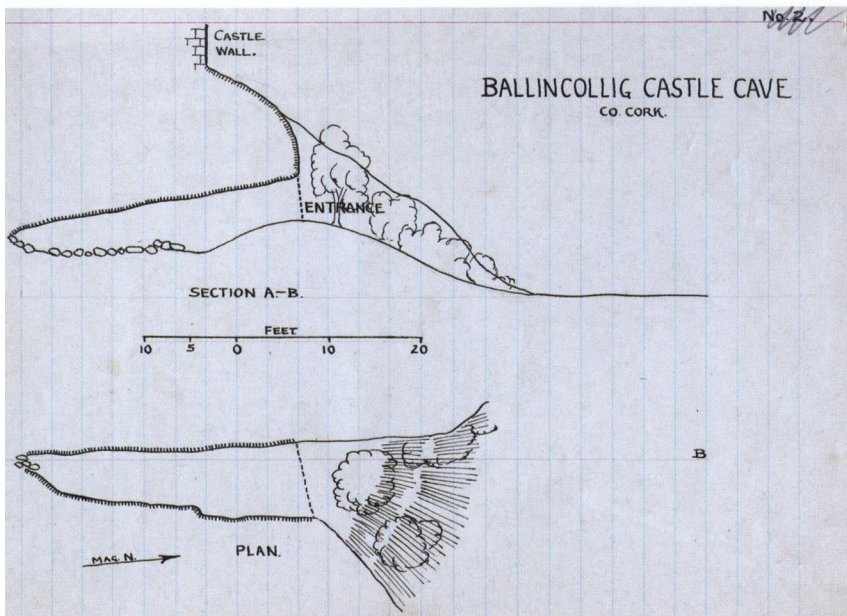 No. 2.
CASTLE
WALL.
BALLINCOLLIG CASTLE CAVE
CO. CORK.
ENTRANCE
SECTION A-B.
FEET
10 5 0 10 20
B
MAG. N.
PLAN.